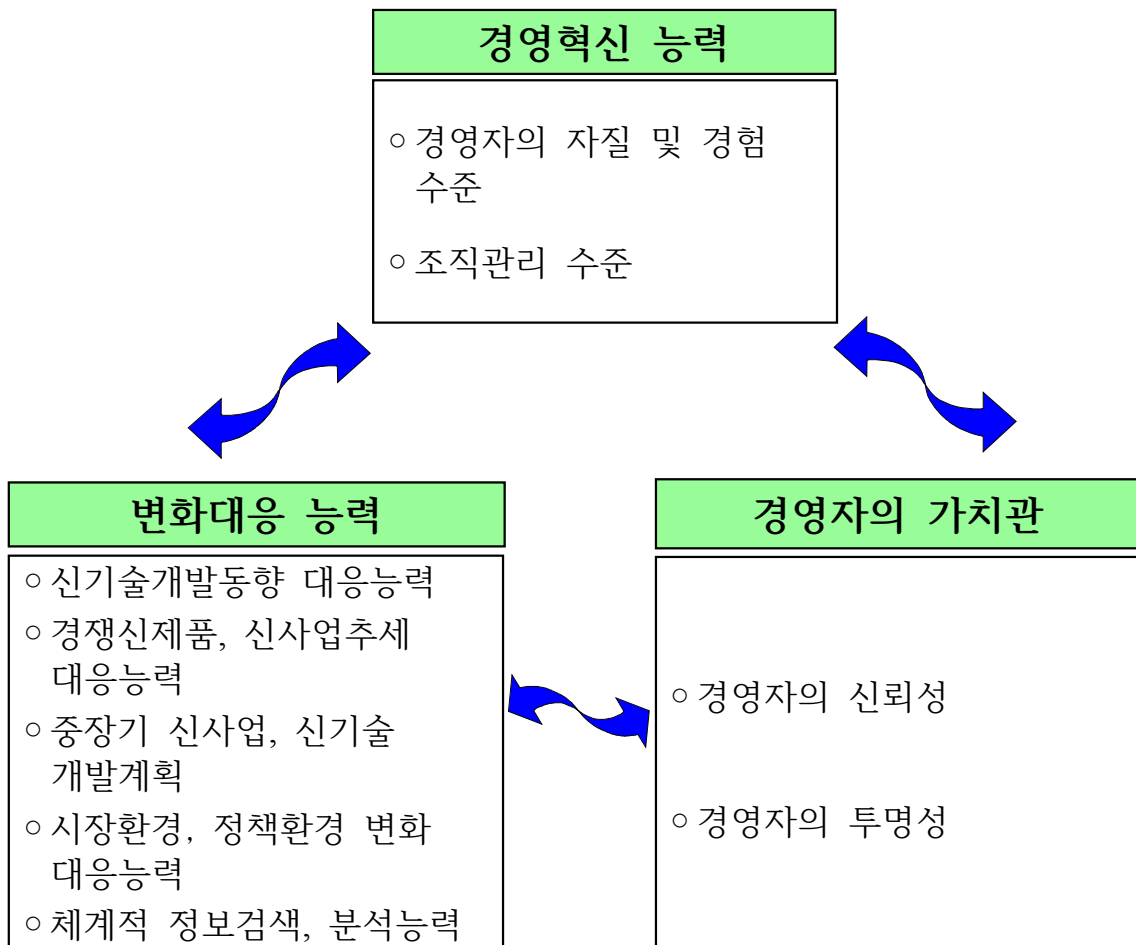 경영혁신 능력
○ 경영자의 자질 및 경험
수준
○ 조직관리 수준
변화대응 능력
○ 신기술개발동향 대응능력
○ 경쟁신제품, 신사업추세
대응능력
○ 중장기 신사업, 신기술
개발계획
○ 시장환경, 정책환경 변화
대응능력
○ 체계적 정보검색, 분석능력
경영자의 가치관
○ 경영자의 신뢰성
○ 경영자의 투명성